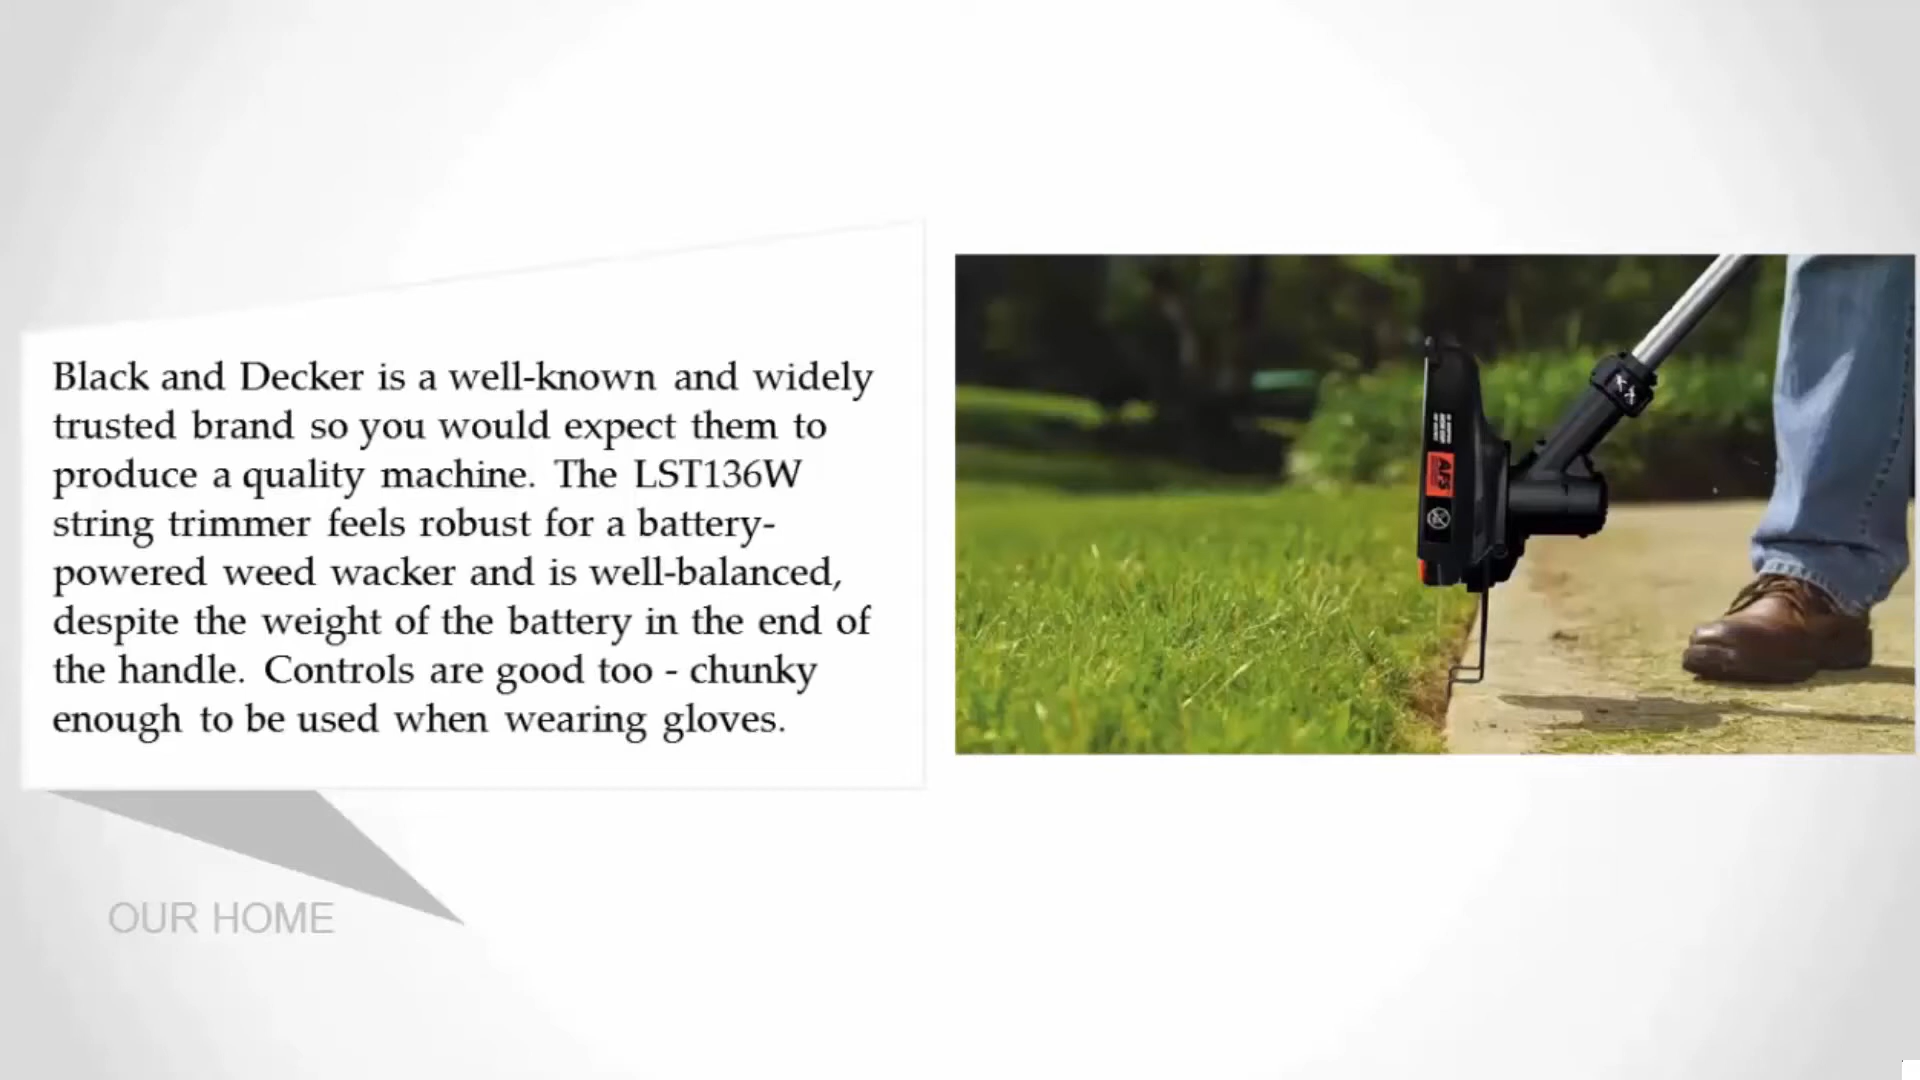 Black and Decker is a well-known and widely
trusted brand so you would expect them to
produce a quality machine. The LST136W
string trimmer feels robust for a battery-
powered weed wacker and is well-balanced,
despite the weight of the battery in the end of
the handle. Controls are good too - chunky
enough to be used when wearing gloves.
AFS
OUR HOME